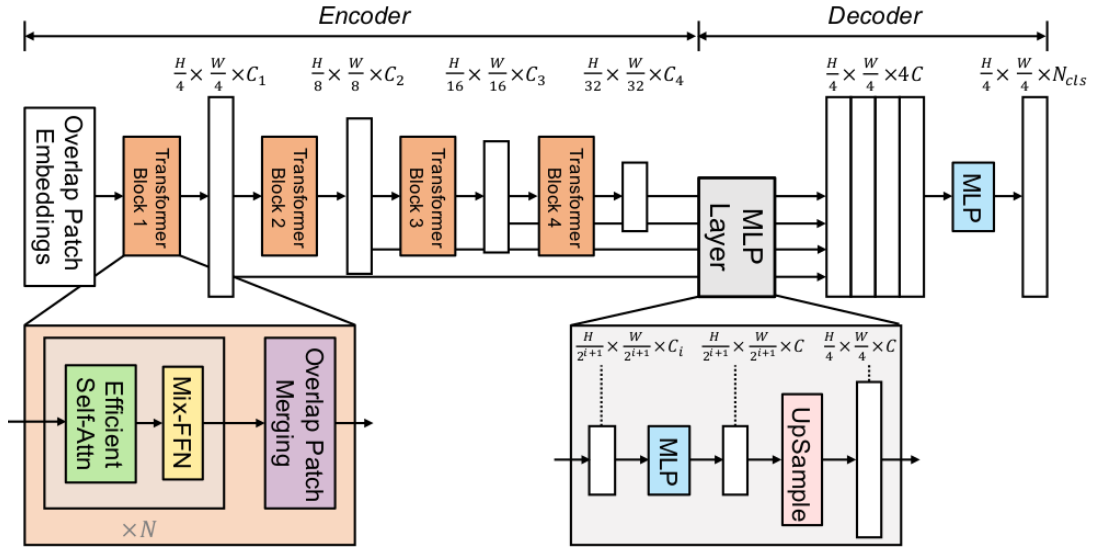 Encoder
Decoder
H/4 × W/4 × C₁
H/8 × W/8 × C₂
H/16 × W/16 × C₃
H/32 × W/32 × C₄
H/4 × W/4 × 4C
H/4 × W/4 × N_cls
Overlap Patch
Embeddings
Transformer
Block 1
Transformer
Block 2
Transformer
Block 3
Transformer
Block 4
MLP
Layer
MLP
Efficient
Self-Attn
Mix-FFN
Overlap Patch
Merging
×N
H/2^{i+1} × W/2^{i+1} × C_i
H/2^{i+1} × W/2^{i+1} × C
H/4 × W/4 × C
MLP
UpSample